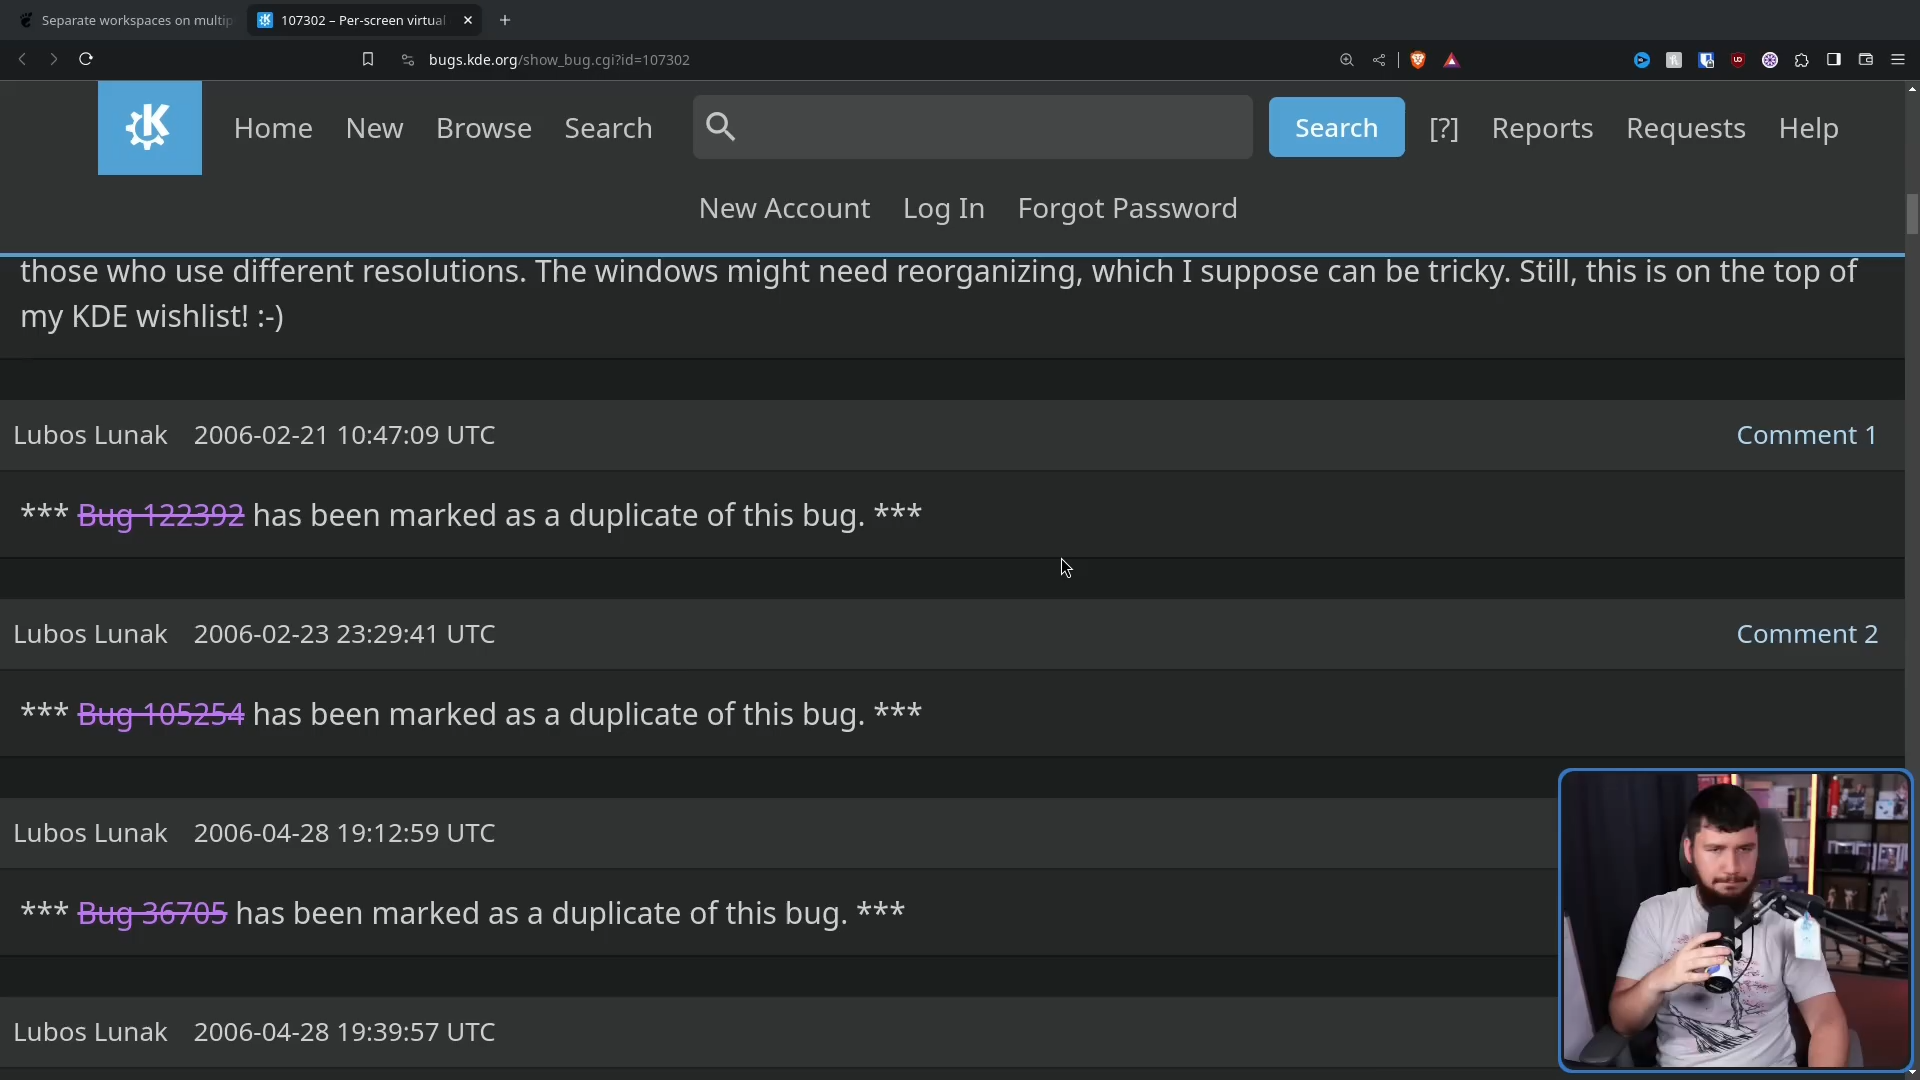 Separate workspaces on multip
107302 – Per-screen virtual
bugs.kde.org/show_bug.cgi?id=107302
Home New Browse Search Search [?] Reports Requests Help
New Account Log In Forgot Password
those who use different resolutions. The windows might need reorganizing, which I suppose can be tricky. Still, this is on the top of
my KDE wishlist! :-)
Lubos Lunak 2006-02-21 10:47:09 UTC Comment 1
*** Bug 122392 has been marked as a duplicate of this bug. ***
Lubos Lunak 2006-02-23 23:29:41 UTC Comment 2
*** Bug 105254 has been marked as a duplicate of this bug. ***
Lubos Lunak 2006-04-28 19:12:59 UTC
*** Bug 36705 has been marked as a duplicate of this bug. ***
Lubos Lunak 2006-04-28 19:39:57 UTC